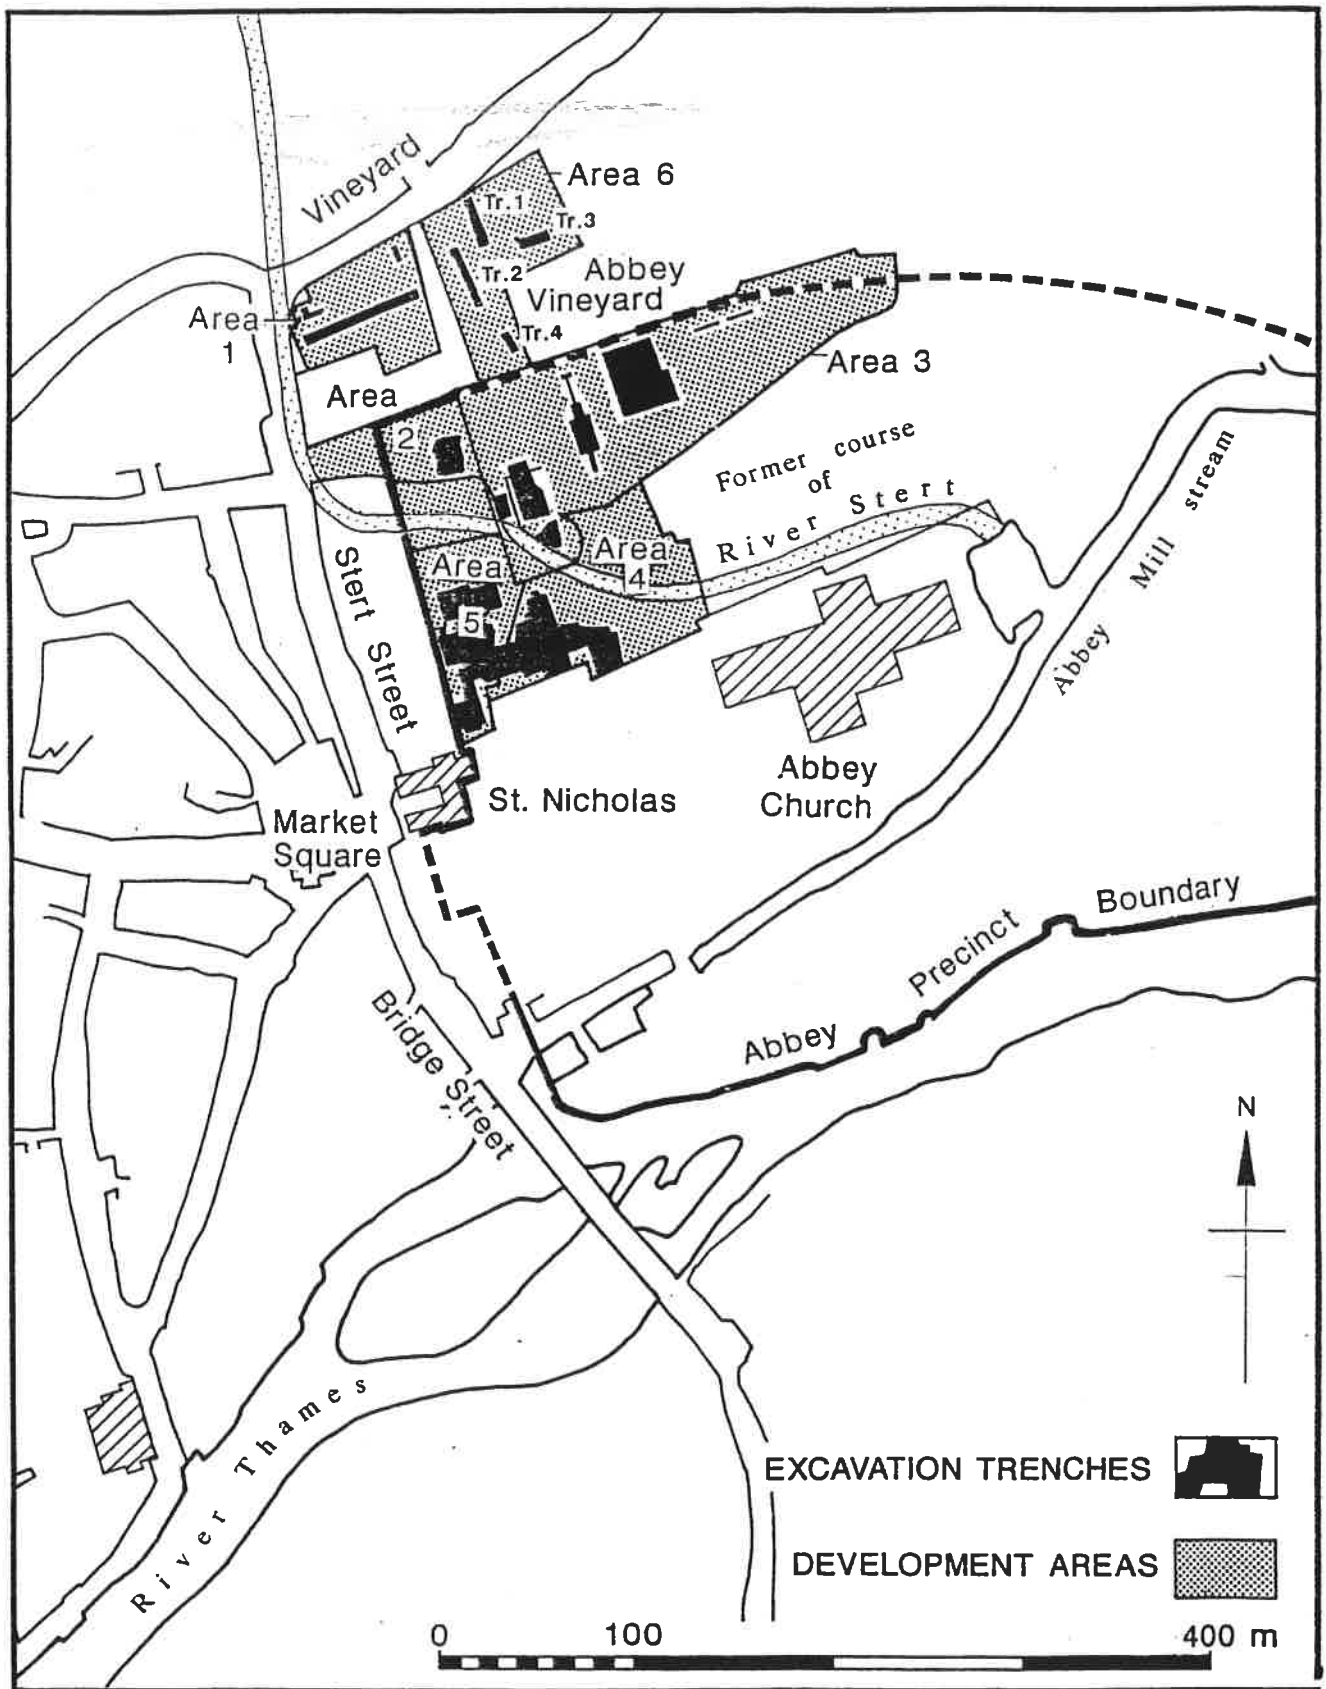 Vineyard
Area 6
Tr.1
Tr.3
Tr.2
Abbey
Vineyard
Area
1
Tr.4
Area 3
Area
2
Former course
of
River Stert
Abbey Mill stream
Area
4
Area
5
Stert Street
Abbey
Church
St. Nicholas
Market
Square
Abbey Precinct Boundary
Bridge Street
N
River Thames
EXCAVATION TRENCHES
DEVELOPMENT AREAS
0 100 400 m